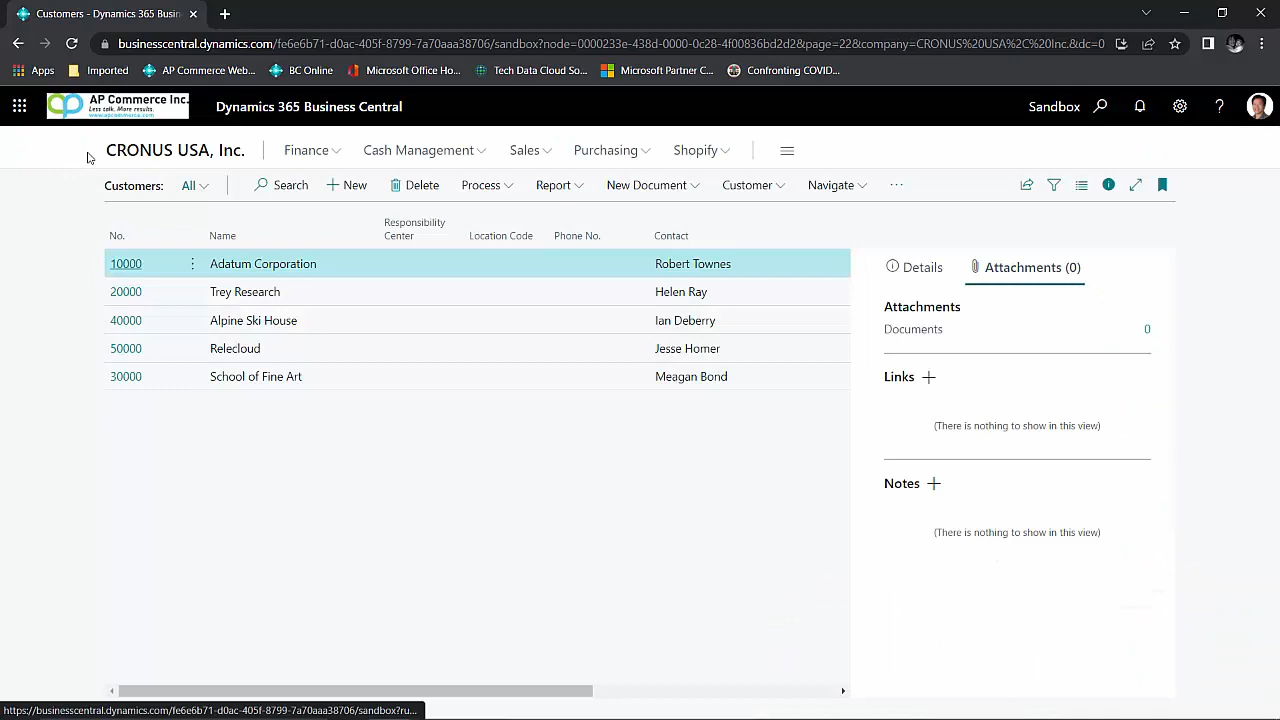 Customers - Dynamics 365 Busin
businesscentral.dynamics.com/fe6e6b71-d0ac-405f-8799-7a70aaa38706/sandbox?node=0000233e-438d-0000-0c28-4f00836bd2d2&page=22&company=CRONUS%20USA%2C%20Inc.&dc=0
Apps Imported AP Commerce Web... BC Online Microsoft Office Ho... Tech Data Cloud So... Microsoft Partner C... Confronting COVID...
AP Commerce Inc.
Less talk. More results.
www.apcommerce.com
Dynamics 365 Business Central Sandbox
CRONUS USA, Inc. Finance Cash Management Sales Purchasing Shopify
Customers: All Search New Delete Process Report New Document Customer Navigate ...
No. Name Responsibility Center Location Code Phone No. Contact
10000 Adatum Corporation Robert Townes
20000 Trey Research Helen Ray
40000 Alpine Ski House Ian Deberry
50000 Relecloud Jesse Homer
30000 School of Fine Art Meagan Bond
Details Attachments (0)
Attachments
Documents 0
Links
(There is nothing to show in this view)
Notes
(There is nothing to show in this view)
https://businesscentral.dynamics.com/fe6e6b71-d0ac-405f-8799-7a70aaa38706/sandbox?ru...